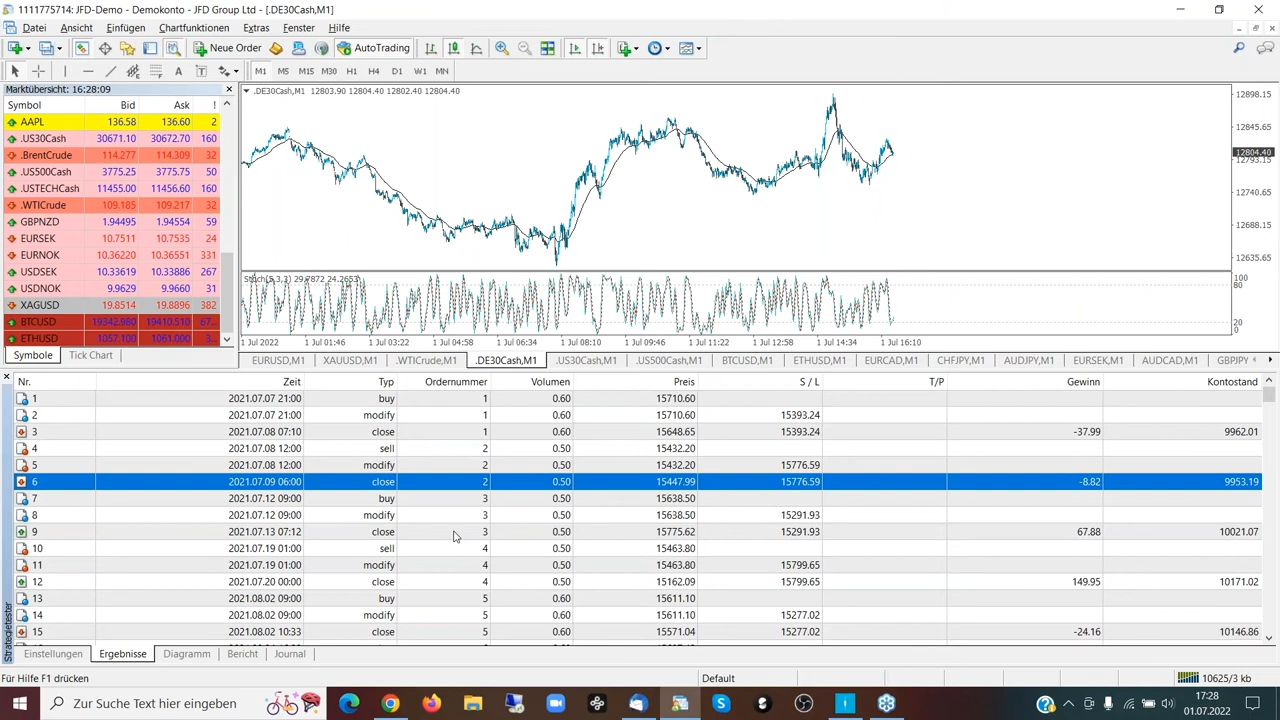 1111775714: JFD-Demo - Demokonto - JFD Group Ltd - [.DE30Cash,M1]
Datei Ansicht Einfügen Chartfunktionen Extras Fenster Hilfe
Neue Order AutoTrading
A T M1 M5 M15 M30 H1 H4 D1 W1 MN
Marktübersicht: 16:28:09
Symbol Bid Ask !
AAPL 136.58 136.60 2
.US30Cash 30671.10 30672.70 160
.BrentCrude 114.277 114.309 32
.US500Cash 3775.25 3775.75 50
.USTECHCash 11455.00 11456.60 160
.WTICrude 109.185 109.217 32
GBPNZD 1.94495 1.94554 59
EURSEK 10.7511 10.7535 24
EURNOK 10.36220 10.36551 331
USDSEK 10.33619 10.33886 267
USDNOK 9.9629 9.9660 31
XAGUSD 19.8514 19.8896 382
BTCUSD 19342.980 19410.510 67...
ETHUSD 1057.100 1061.000 3...
Symbole Tick Chart
.DE30Cash,M1 12803.90 12804.40 12802.40 12804.40
12898.15
12845.65
12804.40
12793.15
12740.65
12688.15
12635.65
Stoch(5,3,3) 29.7872 24.2653
100
80
20
0
1 Jul 2022 1 Jul 01:46 1 Jul 03:22 1 Jul 04:58 1 Jul 06:34 1 Jul 08:10 1 Jul 09:46 1 Jul 11:22 1 Jul 12:58 1 Jul 14:34 1 Jul 16:10
EURUSD,M1 XAUUSD,M1 .WTICrude,M1 .DE30Cash,M1 .US30Cash,M1 .US500Cash,M1 BTCUSD,M1 ETHUSD,M1 EURCAD,M1 CHFJPY,M1 AUDJPY,M1 EURSEK,M1 AUDCAD,M1 GBPJPY
Nr. Zeit Typ Ordernummer Volumen Preis S / L T/P Gewinn Kontostand
1 2021.07.07 21:00 buy 1 0.60 15710.60
2 2021.07.07 21:00 modify 1 0.60 15710.60 15393.24
3 2021.07.08 07:10 close 1 0.60 15648.65 15393.24 -37.99 9962.01
4 2021.07.08 12:00 sell 2 0.50 15432.20
5 2021.07.08 12:00 modify 2 0.50 15432.20 15776.59
6 2021.07.09 06:00 close 2 0.50 15447.99 15776.59 -8.82 9953.19
7 2021.07.12 09:00 buy 3 0.50 15638.50
8 2021.07.12 09:00 modify 3 0.50 15638.50 15291.93
9 2021.07.13 07:12 close 3 0.50 15775.62 15291.93 67.88 10021.07
10 2021.07.19 01:00 sell 4 0.50 15463.80
11 2021.07.19 01:00 modify 4 0.50 15463.80 15799.65
12 2021.07.20 00:00 close 4 0.50 15162.09 15799.65 149.95 10171.02
13 2021.08.02 09:00 buy 5 0.60 15611.10
14 2021.08.02 09:00 modify 5 0.60 15611.10 15277.02
15 2021.08.02 10:33 close 5 0.60 15571.04 15277.02 -24.16 10146.86
Strategietester
Einstellungen Ergebnisse Diagramm Bericht Journal
Für Hilfe F1 drücken Default 10625/3 kb
Zur Suche Text hier eingeben
17:28
01.07.2022